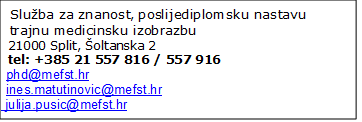 Služba za znanost, poslijediplomsku nastavu
trajnu medicinsku izobrazbu
21000 Split, Šoltanska 2
tel: +385 21 557 816 / 557 916
phd@mefst.hr
ines.matutinovic@mefst.hr
julija.pusic@mefst.hr